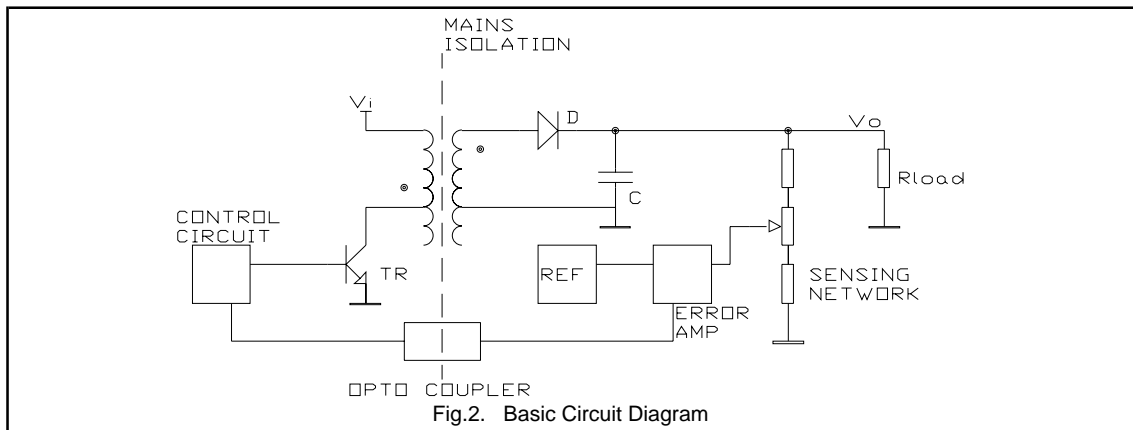 MAINS
ISOLATION
Vi
D
Vo
C
Rload
CONTROL
CIRCUIT
TR
REF
ERROR
AMP
SENSING
NETWORK
OPTO COUPLER
Fig.2. Basic Circuit Diagram